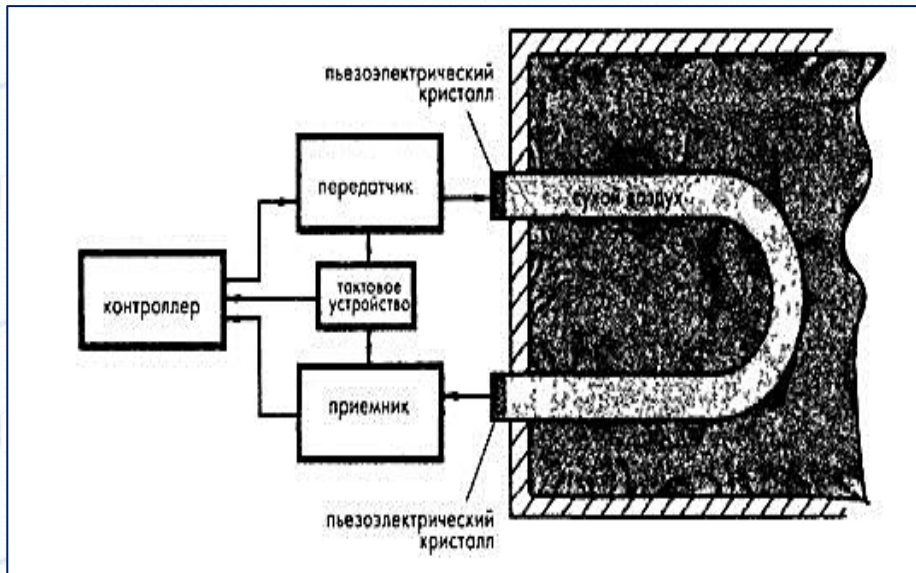 пьезоэлектрический
кристалл
передатчик
сухой воздух
тактовое
устройство
контроллер
приемник
пьезоэлектрический
кристалл